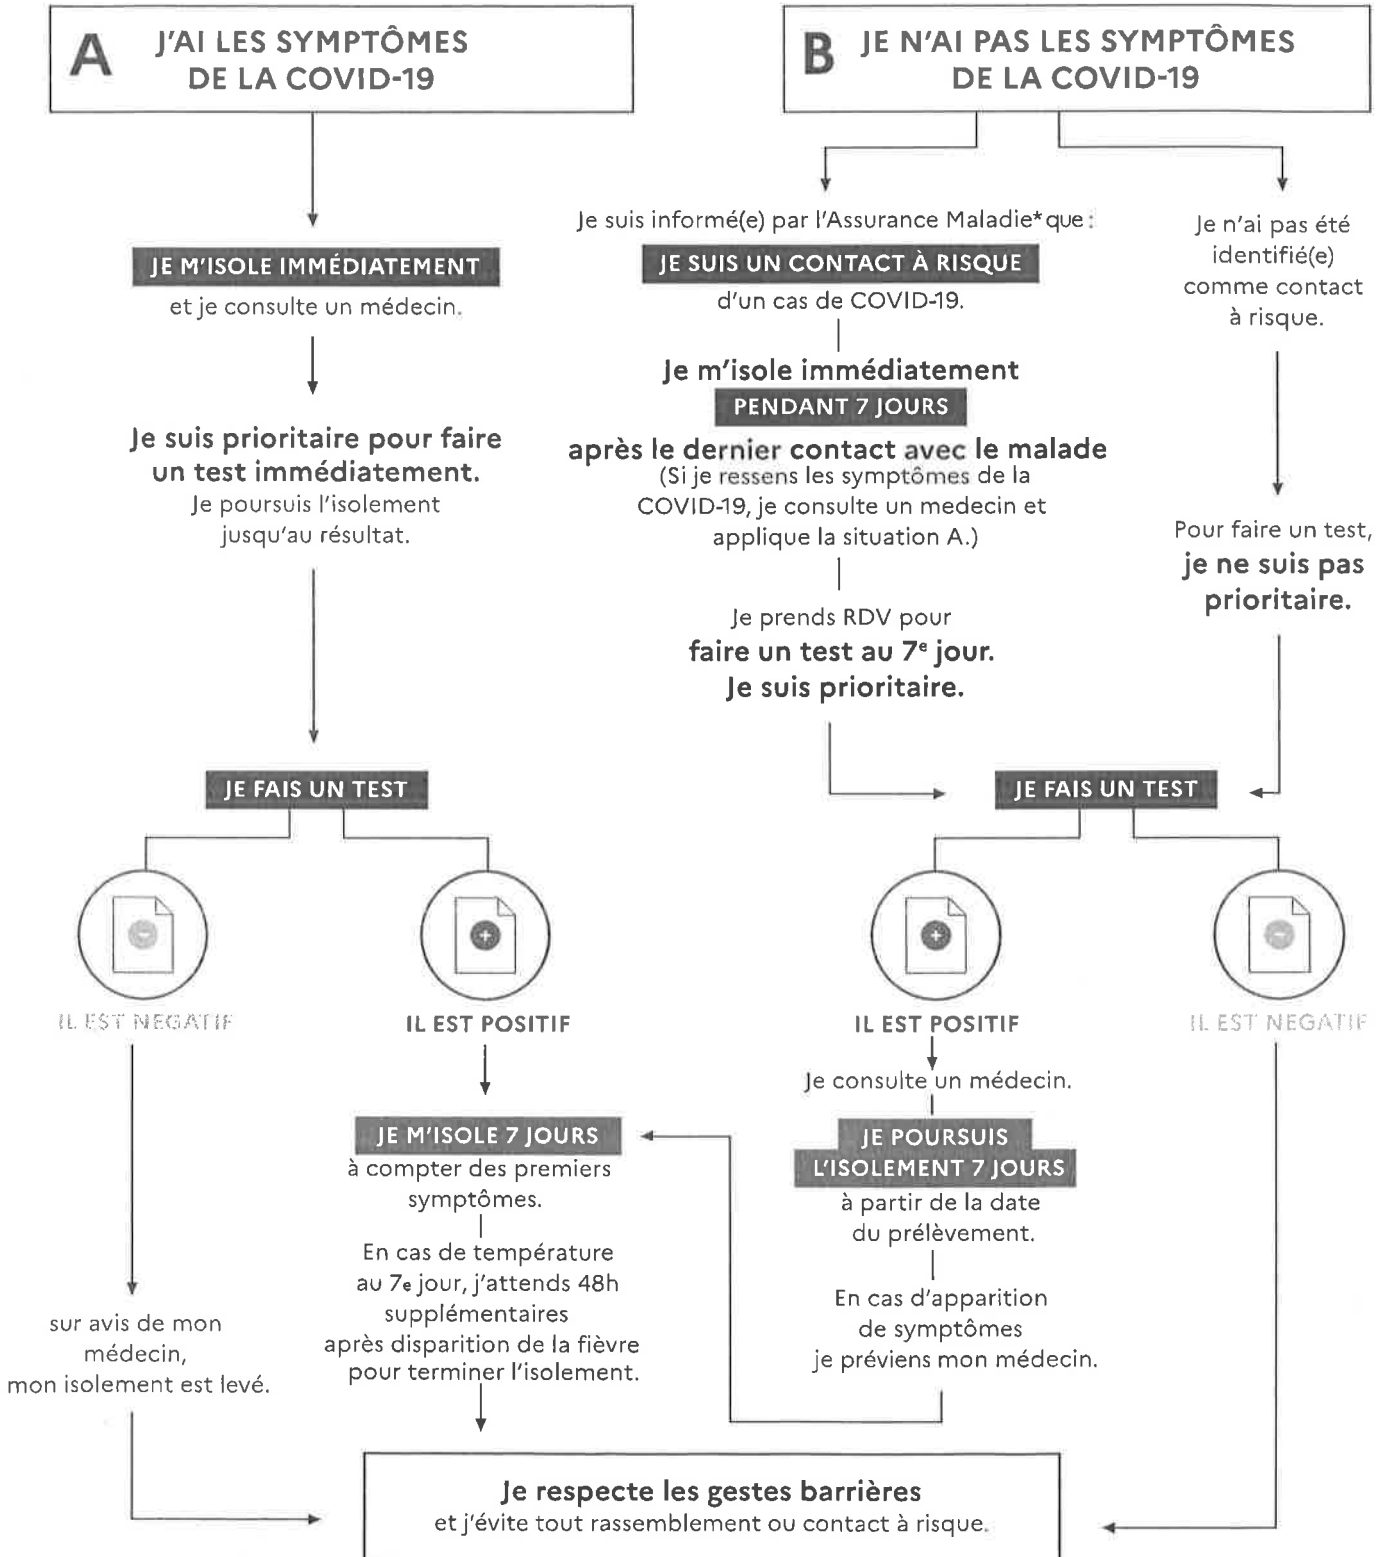 A
J'AI LES SYMPTÔMES
DE LA COVID-19
JE M'ISOLE IMMÉDIATEMENT
et je consulte un médecin.
Je suis prioritaire pour faire
un test immédiatement.
Je poursuis l'isolement
jusqu'au résultat.
JE FAIS UN TEST
IL EST NEGATIF
sur avis de mon
médecin,
mon isolement est levé.
IL EST POSITIF
JE M'ISOLE 7 JOURS
à compter des premiers
symptômes.
En cas de température
au 7e jour, j'attends 48h
supplémentaires
après disparition de la fièvre
pour terminer l'isolement.
B
JE N'AI PAS LES SYMPTÔMES
DE LA COVID-19
Je suis informé(e) par l'Assurance Maladie* que :
JE SUIS UN CONTACT À RISQUE
d'un cas de COVID-19.
Je m'isole immédiatement
PENDANT 7 JOURS
après le dernier contact avec le malade
(Si je ressens les symptômes de la
COVID-19, je consulte un medecin et
applique la situation A.)
Je prends RDV pour
faire un test au 7e jour.
Je suis prioritaire.
Je n'ai pas été
identifié(e)
comme contact
à risque.
Pour faire un test,
je ne suis pas
prioritaire.
JE FAIS UN TEST
IL EST POSITIF
Je consulte un médecin.
JE POURSUIS
L'ISOLEMENT 7 JOURS
à partir de la date
du prélèvement.
En cas d'apparition
de symptômes
je préviens mon médecin.
IL EST NEGATIF
Je respecte les gestes barrières
et j'évite tout rassemblement ou contact à risque.